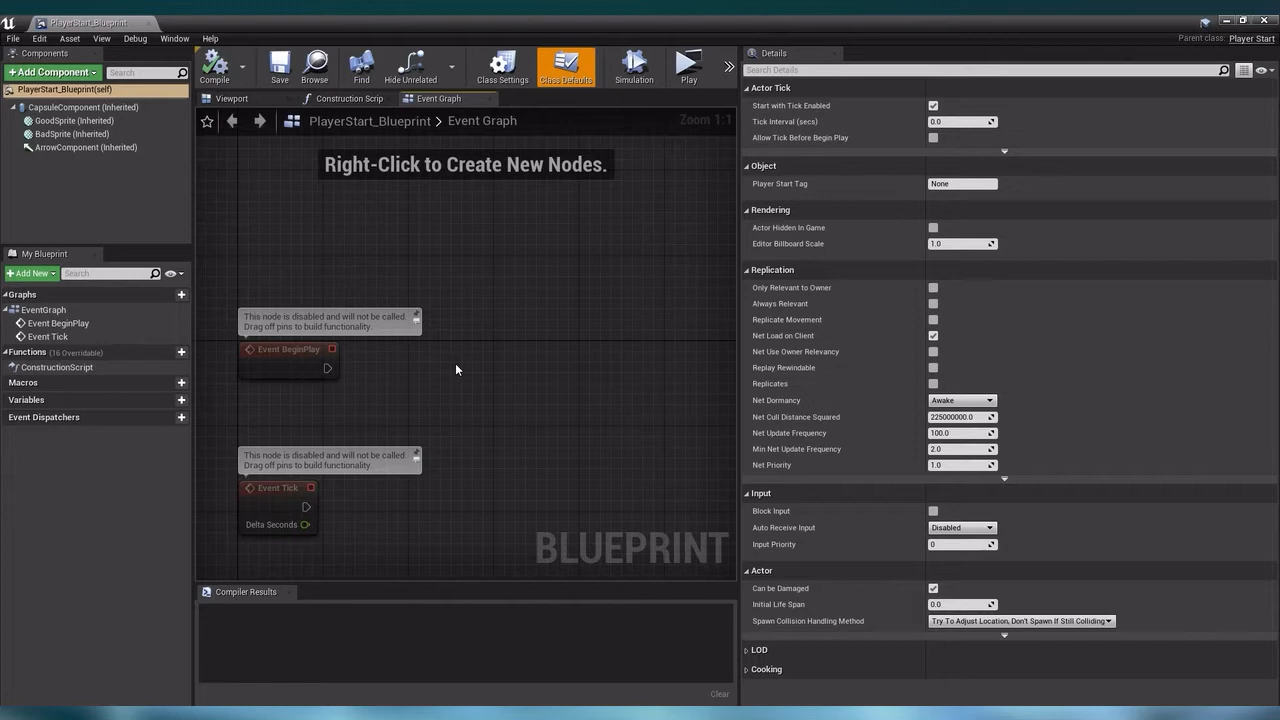 PlayerStart_Blueprint
File Edit Asset View Debug Window Help
Parent class: Player Start
Components
+Add Component
Search
PlayerStart_Blueprint(self)
CapsuleComponent (Inherited)
GoodSprite (Inherited)
BadSprite (Inherited)
ArrowComponent (Inherited)
My Blueprint
+Add New
Search
Graphs
EventGraph
Event BeginPlay
Event Tick
Functions (16 Overridable)
ConstructionScript
Macros
Variables
Event Dispatchers
Compile Save Browse Find Hide Unrelated Class Settings Class Defaults Simulation Play
Viewport Construction Scrip Event Graph
PlayerStart_Blueprint > Event Graph
Zoom 1:1
Right-Click to Create New Nodes.
This node is disabled and will not be called.
Drag off pins to build functionality.
Event BeginPlay
This node is disabled and will not be called.
Drag off pins to build functionality.
Event Tick
Delta Seconds
BLUEPRINT
Compiler Results
Clear
Details
Search Details
Actor Tick
Start with Tick Enabled
Tick Interval (secs) 0.0
Allow Tick Before Begin Play
Object
Player Start Tag None
Rendering
Actor Hidden In Game
Editor Billboard Scale 1.0
Replication
Only Relevant to Owner
Always Relevant
Replicate Movement
Net Load on Client
Net Use Owner Relevancy
Replay Rewindable
Replicates
Net Dormancy Awake
Net Cull Distance Squared 225000000.0
Net Update Frequency 100.0
Min Net Update Frequency 2.0
Net Priority 1.0
Input
Block Input
Auto Receive Input Disabled
Input Priority 0
Actor
Can be Damaged
Initial Life Span 0.0
Spawn Collision Handling Method Try To Adjust Location, Don't Spawn If Still Colliding
LOD
Cooking